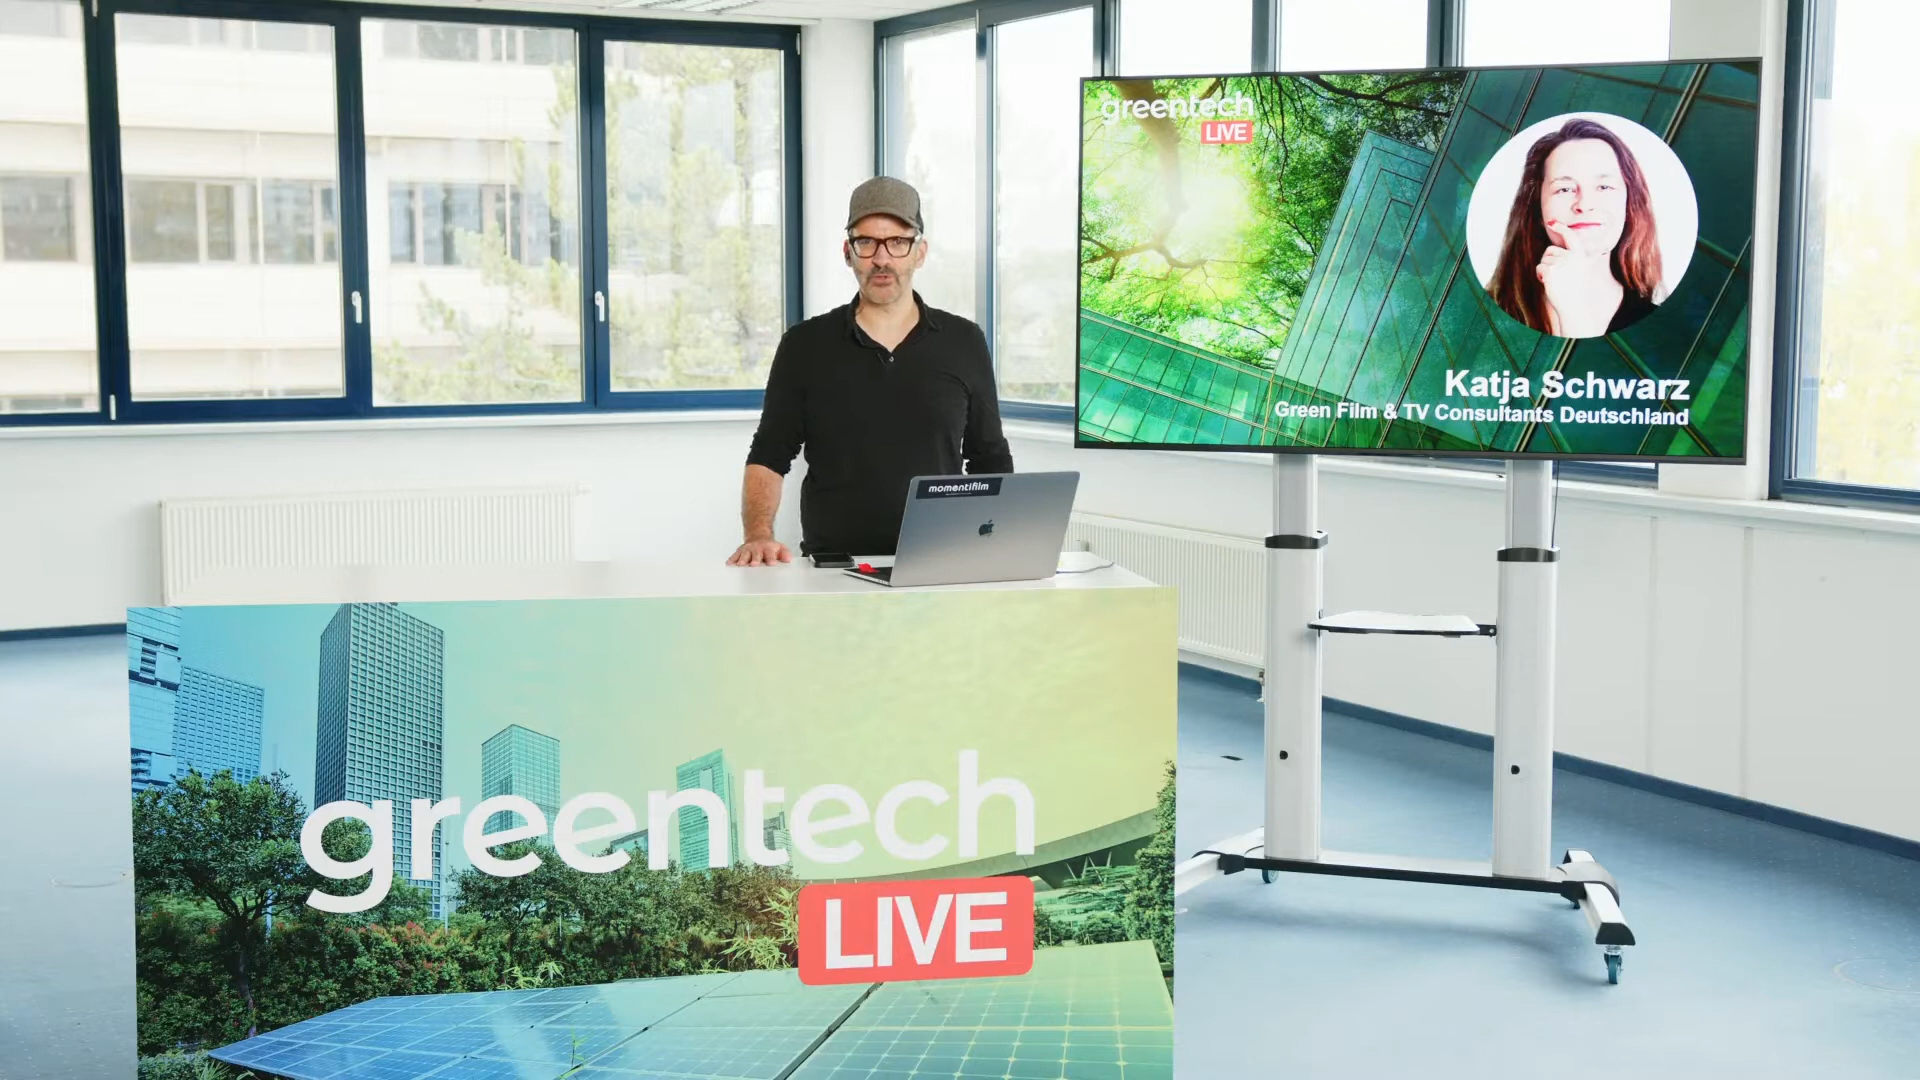 greentech
LIVE
Katja Schwarz
Green Film & TV Consultants Deutschland
momentifilm
greentech
LIVE